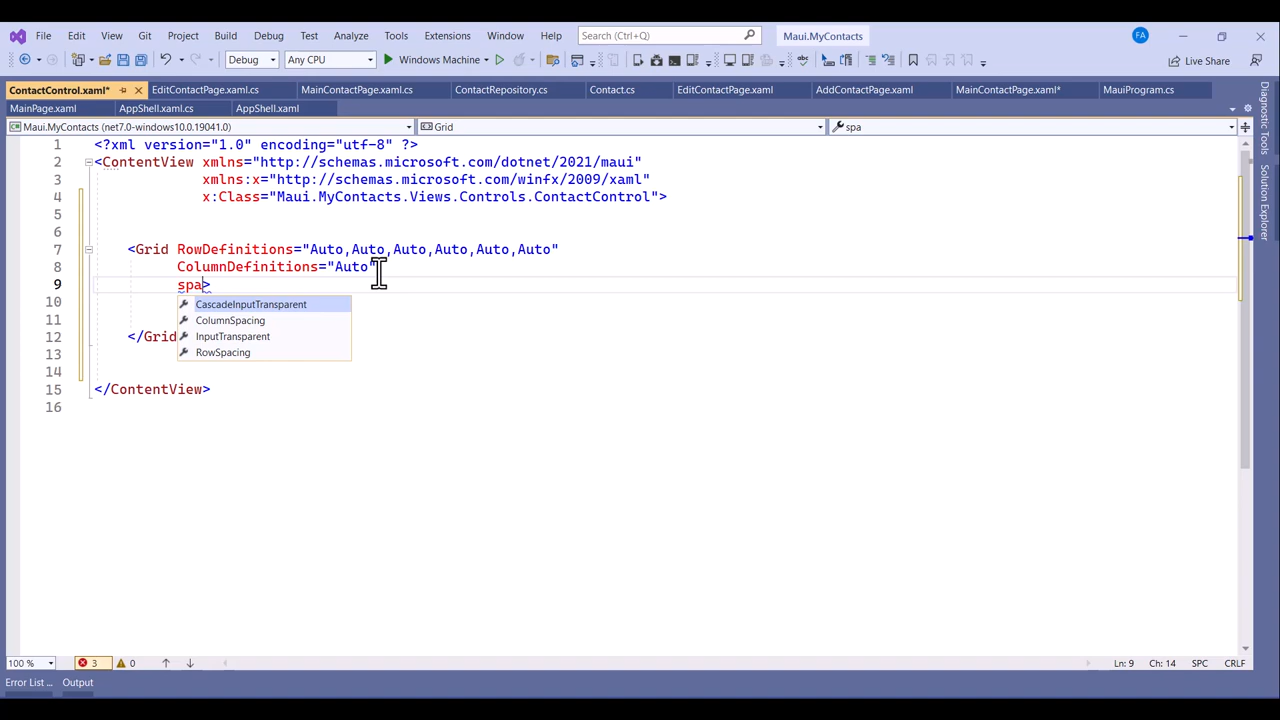 File Edit View Git Project Build Debug Test Analyze Tools Extensions Window Help Search (Ctrl+Q) Maui.MyContacts FA
Debug Any CPU Windows Machine Live Share
ContactControl.xaml* EditContactPage.xaml.cs MainContactPage.xaml.cs ContactRepository.cs Contact.cs EditContactPage.xaml AddContactPage.xaml MainContactPage.xaml* MauiProgram.cs
MainPage.xaml AppShell.xaml.cs AppShell.xaml
Maui.MyContacts (net7.0-windows10.0.19041.0) Grid spa
1 <?xml version="1.0" encoding="utf-8" ?>
2 <ContentView xmlns="http://schemas.microsoft.com/dotnet/2021/maui"
3 xmlns:x="http://schemas.microsoft.com/winfx/2009/xaml"
4 x:Class="Maui.MyContacts.Views.Controls.ContactControl">
5
6
7 <Grid RowDefinitions="Auto,Auto,Auto,Auto,Auto,Auto"
8 ColumnDefinitions="Auto"
9 spa>
10 CascadeInputTransparent
ColumnSpacing
11
12 </Grid InputTransparent
13 RowSpacing
14
15 </ContentView>
16
100 % 3 0 Ln: 9 Ch: 14 SPC CRLF
Error List ... Output
Diagnostic Tools
Solution Explorer